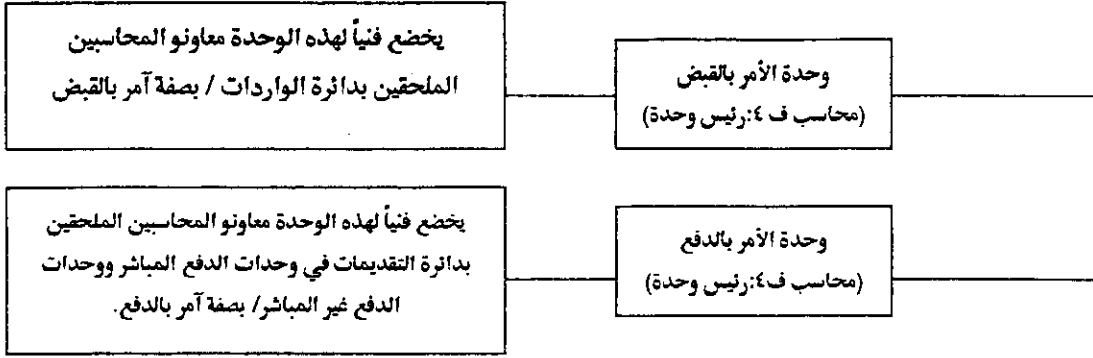 وحدة الأمر بالقبض
(محاسب ف ٤:رئيس وحدة)
يخضع فنياً لهذه الوحدة معاونو المحاسبين
الملحقين بدائرة الواردات / بصفة آمر بالقبض
وحدة الأمر بالدفع
(محاسب ف٤:رئيس وحدة)
يخضع فنياً لهذه الوحدة معاونو المحاسبين الملحقين
بدائرة التقديمات في وحدات الدفع المباشر ووحدات
الدفع غير المباشر/ بصفة آمر بالدفع.